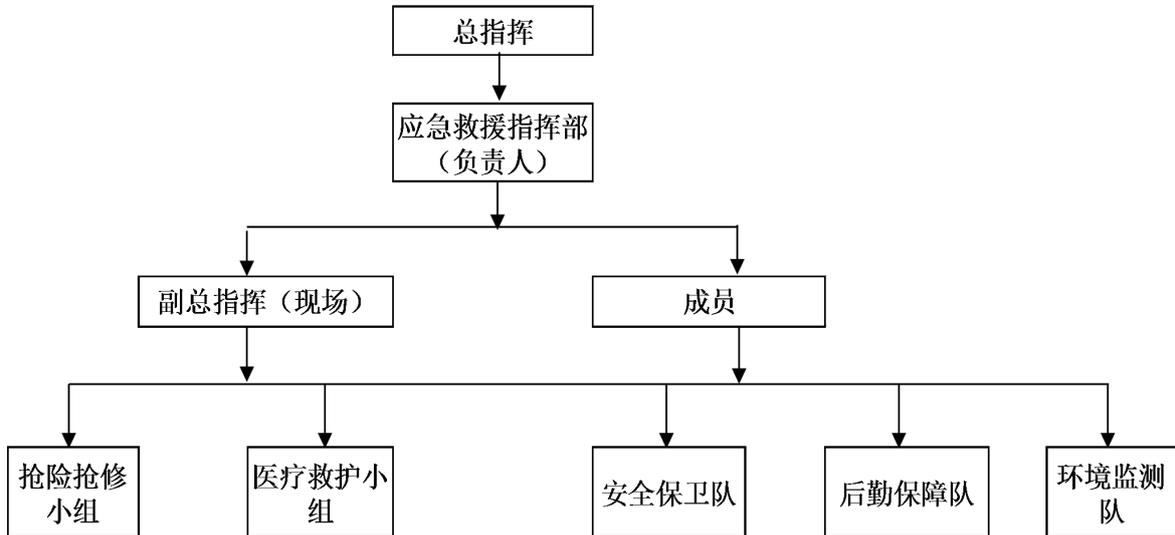 总指挥
应急救援指挥部
（负责人）
副总指挥（现场）
成员
抢险抢修
小组
医疗救护小
组
安全保卫队
后勤保障队
环境监测
队